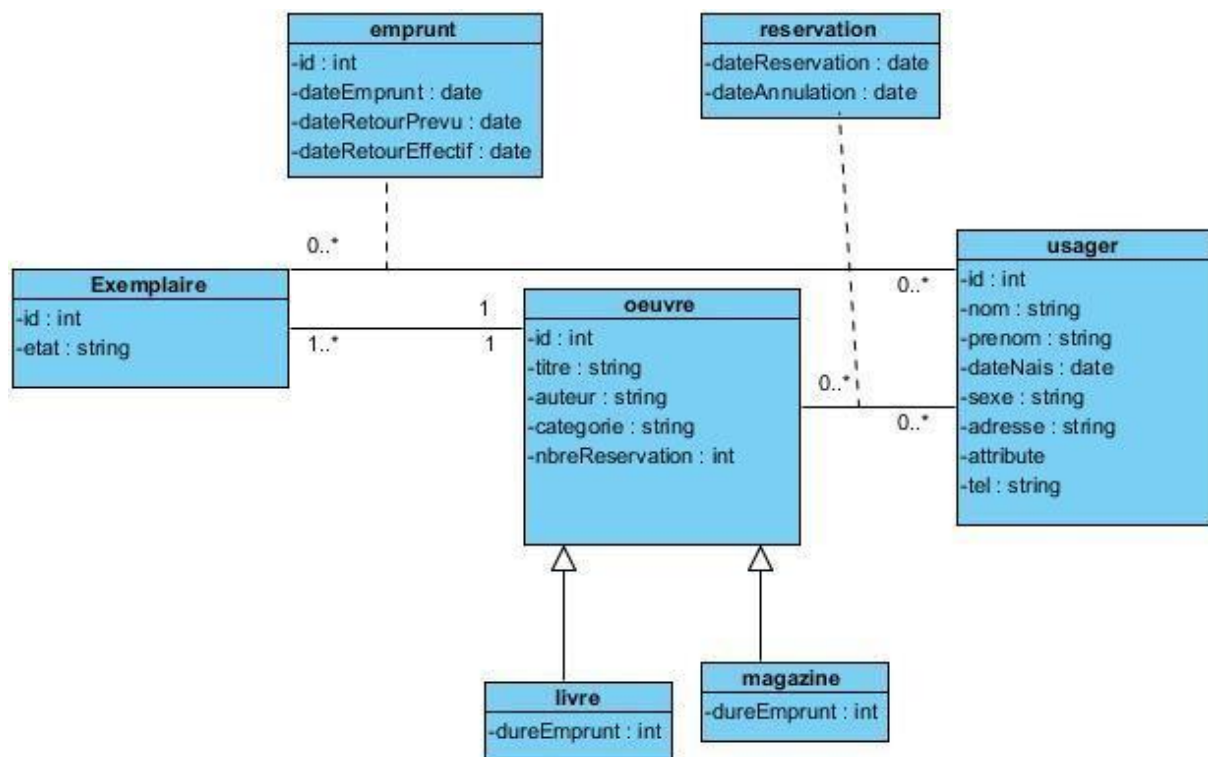 emprunt
-id : int
-dateEmprunt : date
-dateRetourPrevu : date
-dateRetourEffectif : date
reservation
-dateReservation : date
-dateAnnulation : date
0..*
0..*
Exemplaire
-id : int
-etat : string
1
1..*
1
oeuvre
-id : int
-titre : string
-auteur : string
-categorie : string
-nbreReservation : int
0..*
0..*
usager
-id : int
-nom : string
-prenom : string
-dateNais : date
-sexe : string
-adresse : string
-attribute
-tel : string
livre
-dureEmprunt : int
magazine
-dureEmprunt : int